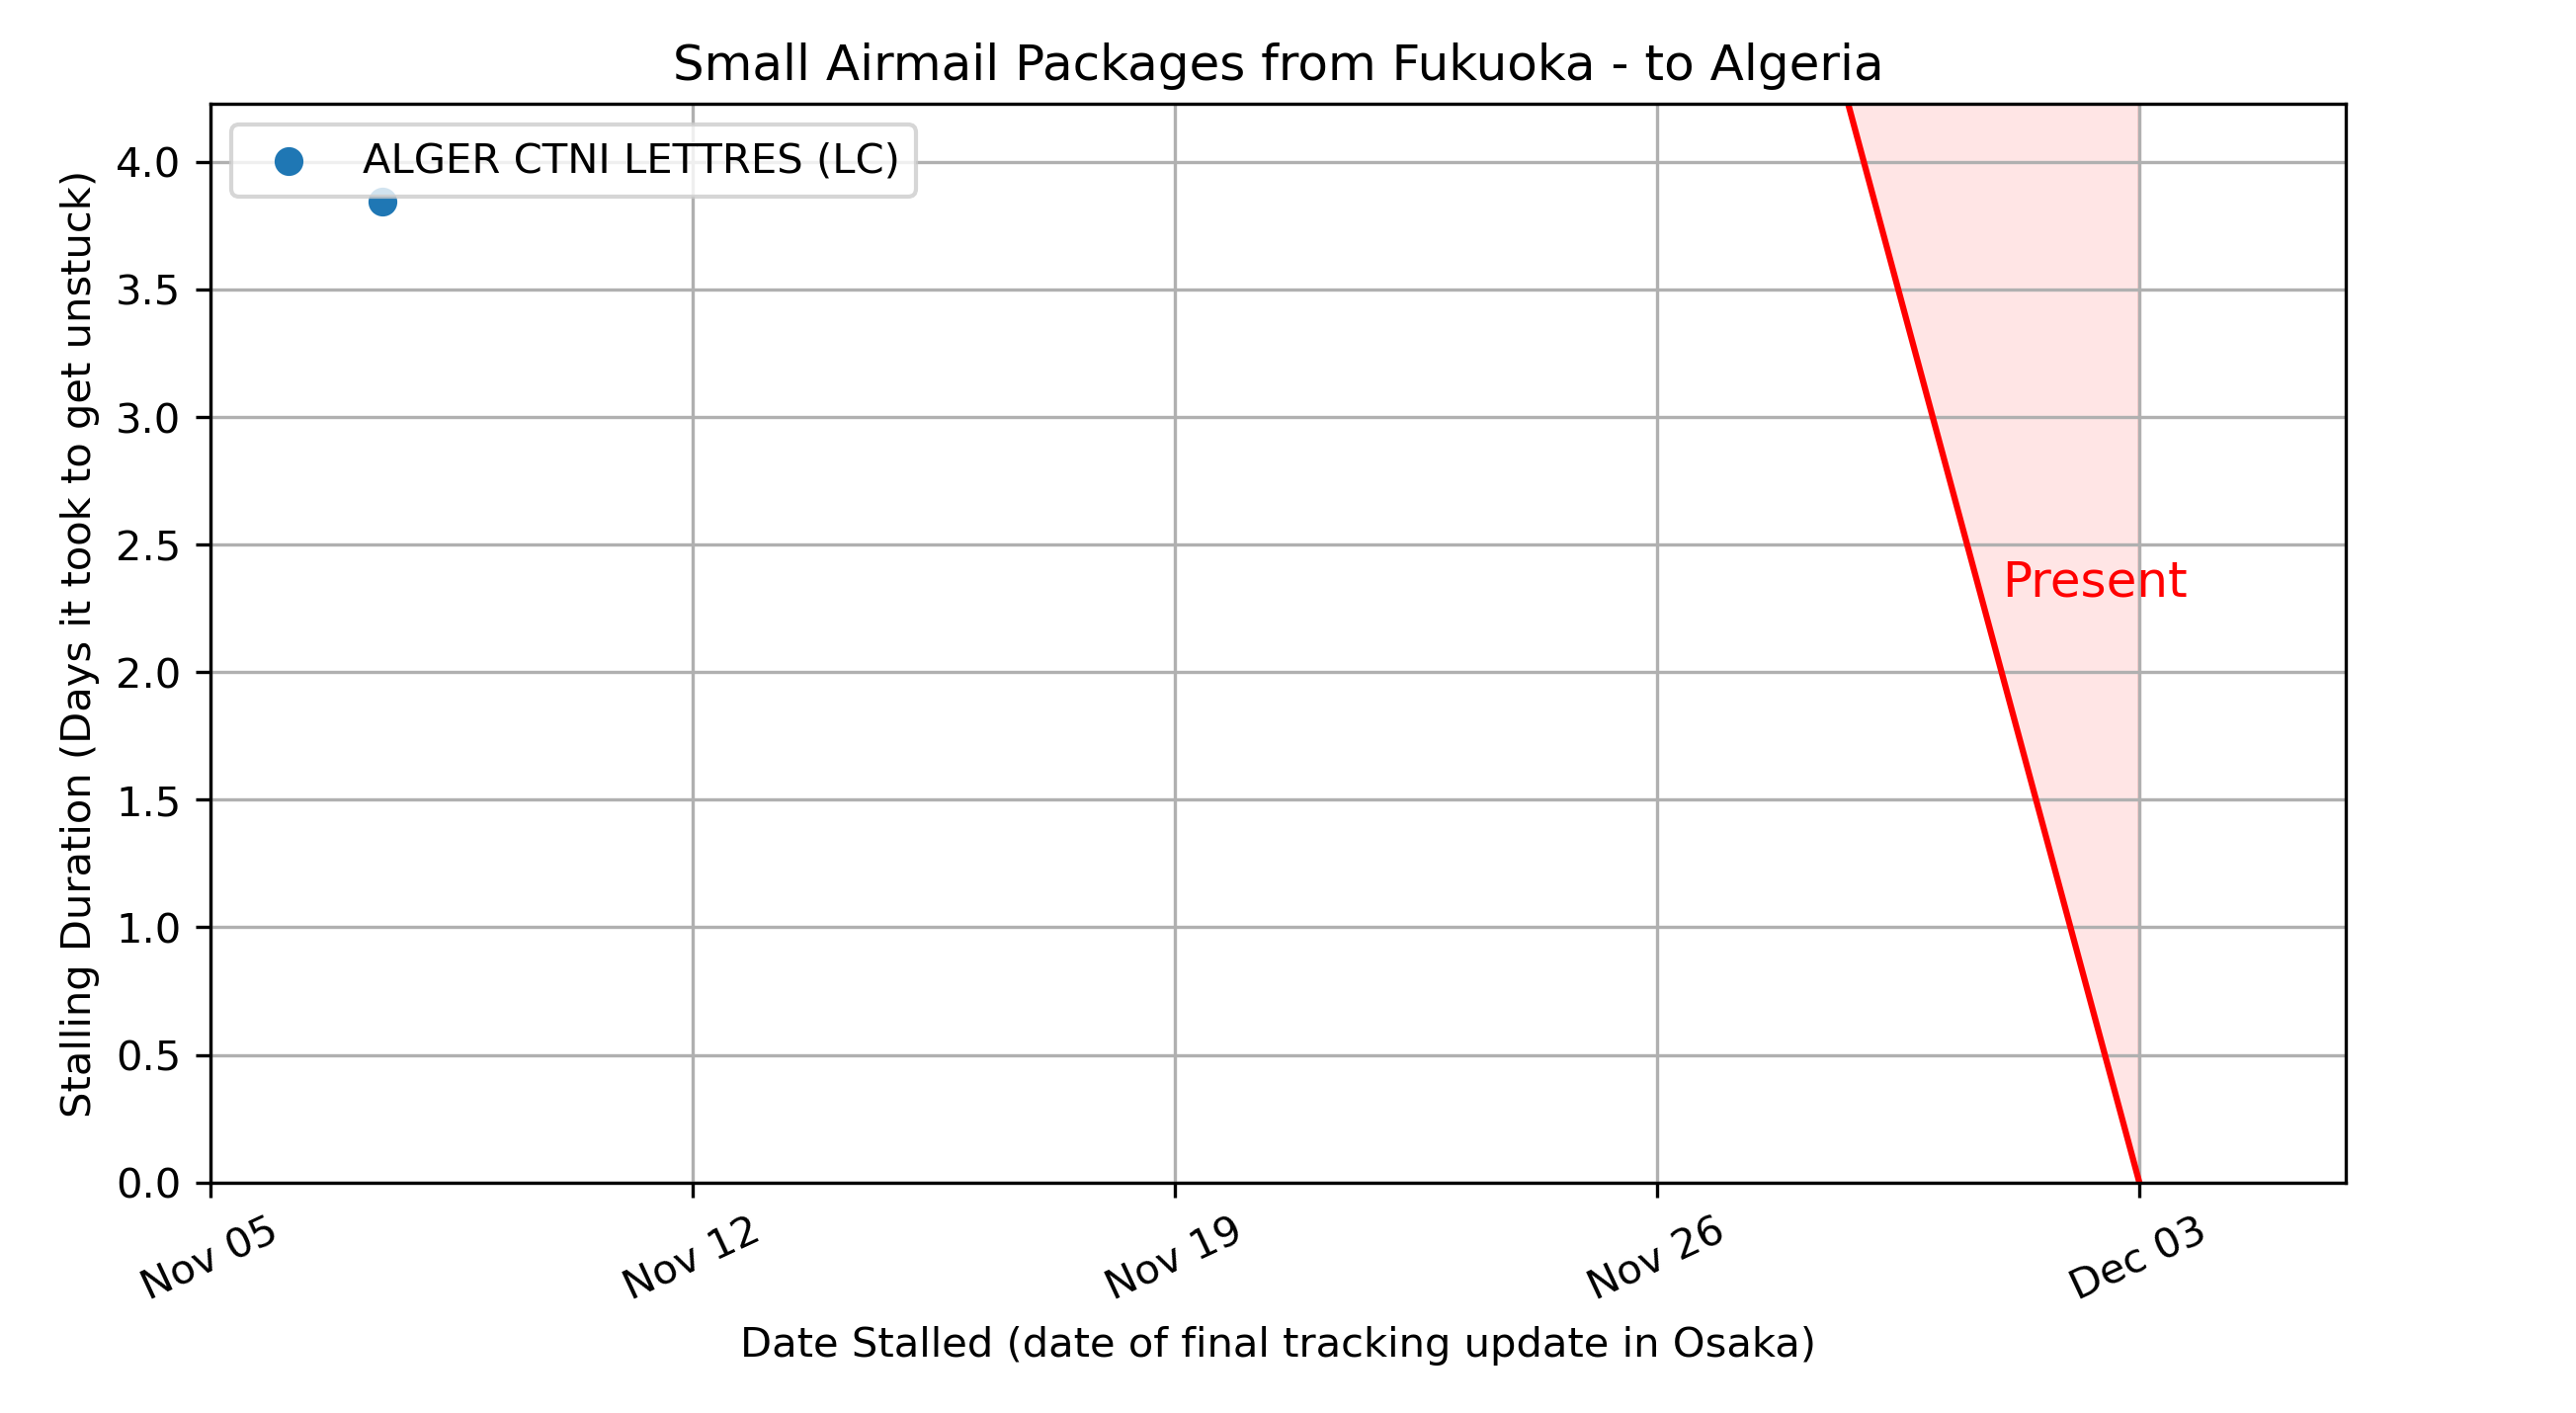 Small Airmail Packages from Fukuoka - to Algeria
ALGER CTNI LETTRES (LC)
Stalling Duration (Days it took to get unstuck)
4.0
3.5
3.0
2.5
2.0
1.5
1.0
0.5
0.0
Present
Nov 05
Nov 12
Nov 19
Nov 26
Dec 03
Date Stalled (date of final tracking update in Osaka)